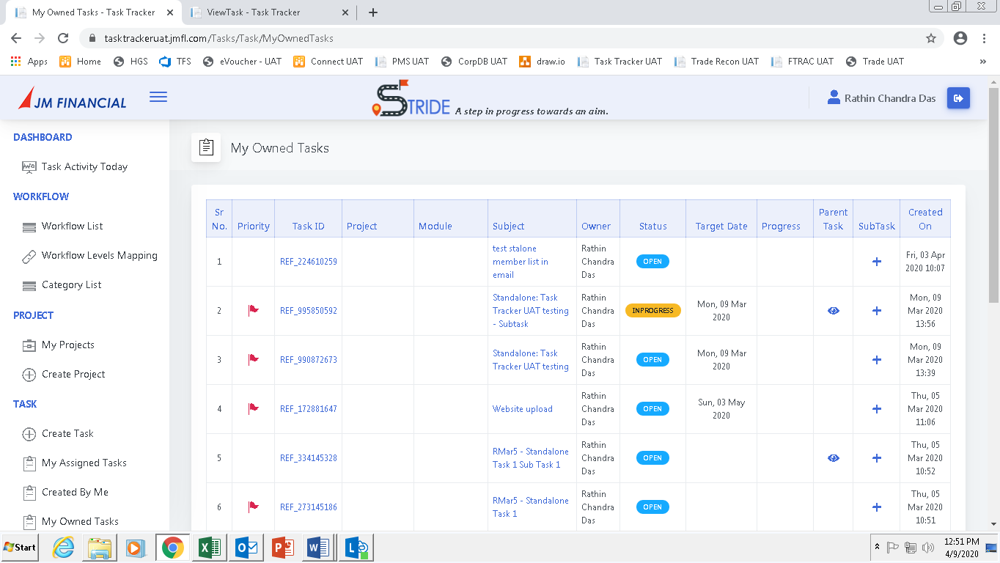 My Owned Tasks - Task Tracker
ViewTask - Task Tracker
tasktrackeruat.jmfl.com/Tasks/Task/MyOwnedTasks
Apps Home HGS TFS eVoucher - UAT Connect UAT PMS UAT CorpDB UAT draw.io Task Tracker UAT Trade Recon UAT FTRAC UAT Trade UAT »
JM FINANCIAL
STRIDE A step in progress towards an aim.
Rathin Chandra Das
DASHBOARD
Task Activity Today
WORKFLOW
Workflow List
Workflow Levels Mapping
Category List
PROJECT
My Projects
Create Project
TASK
Create Task
My Assigned Tasks
Created By Me
My Owned Tasks
My Owned Tasks
Sr No. Priority Task ID Project Module Subject Owner Status Target Date Progress Parent Task SubTask Created On
1 REF_224610259 test stalone member list in email Rathin Chandra Das OPEN Fri, 03 Apr 2020 10:07
2 REF_995850592 Standalone: Task Tracker UAT testing - Subtask Rathin Chandra Das INPROGRESS Mon, 09 Mar 2020 Mon, 09 Mar 2020 13:56
3 REF_990872673 Standalone: Task Tracker UAT testing Rathin Chandra Das OPEN Mon, 09 Mar 2020 Mon, 09 Mar 2020 13:39
4 REF_172881647 Website upload Rathin Chandra Das OPEN Sun, 03 May 2020 Thu, 05 Mar 2020 11:06
5 REF_334145328 RMar5 - Standalone Task 1 Sub Task 1 Rathin Chandra Das OPEN Thu, 05 Mar 2020 10:52
6 REF_273145186 RMar5 - Standalone Task 1 Rathin Chandra Das OPEN Thu, 05 Mar 2020 10:51
Start
12:51 PM
4/9/2020